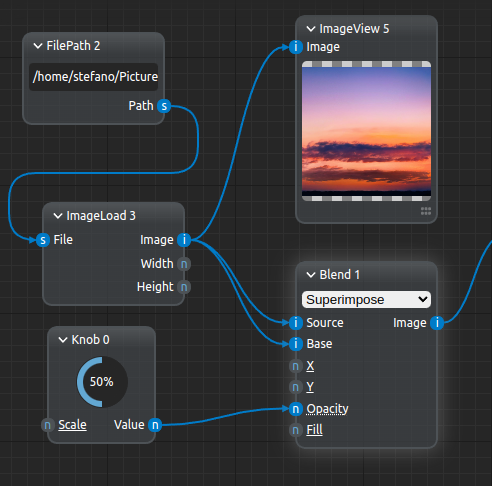 FilePath 2
/home/stefano/Picture
Path s
ImageView 5
i Image
ImageLoad 3
s File Image i
Width n
Height n
Blend 1
Superimpose
i Source Image i
i Base
n X
n Y
n Opacity
n Fill
Knob 0
50%
n Scale Value n